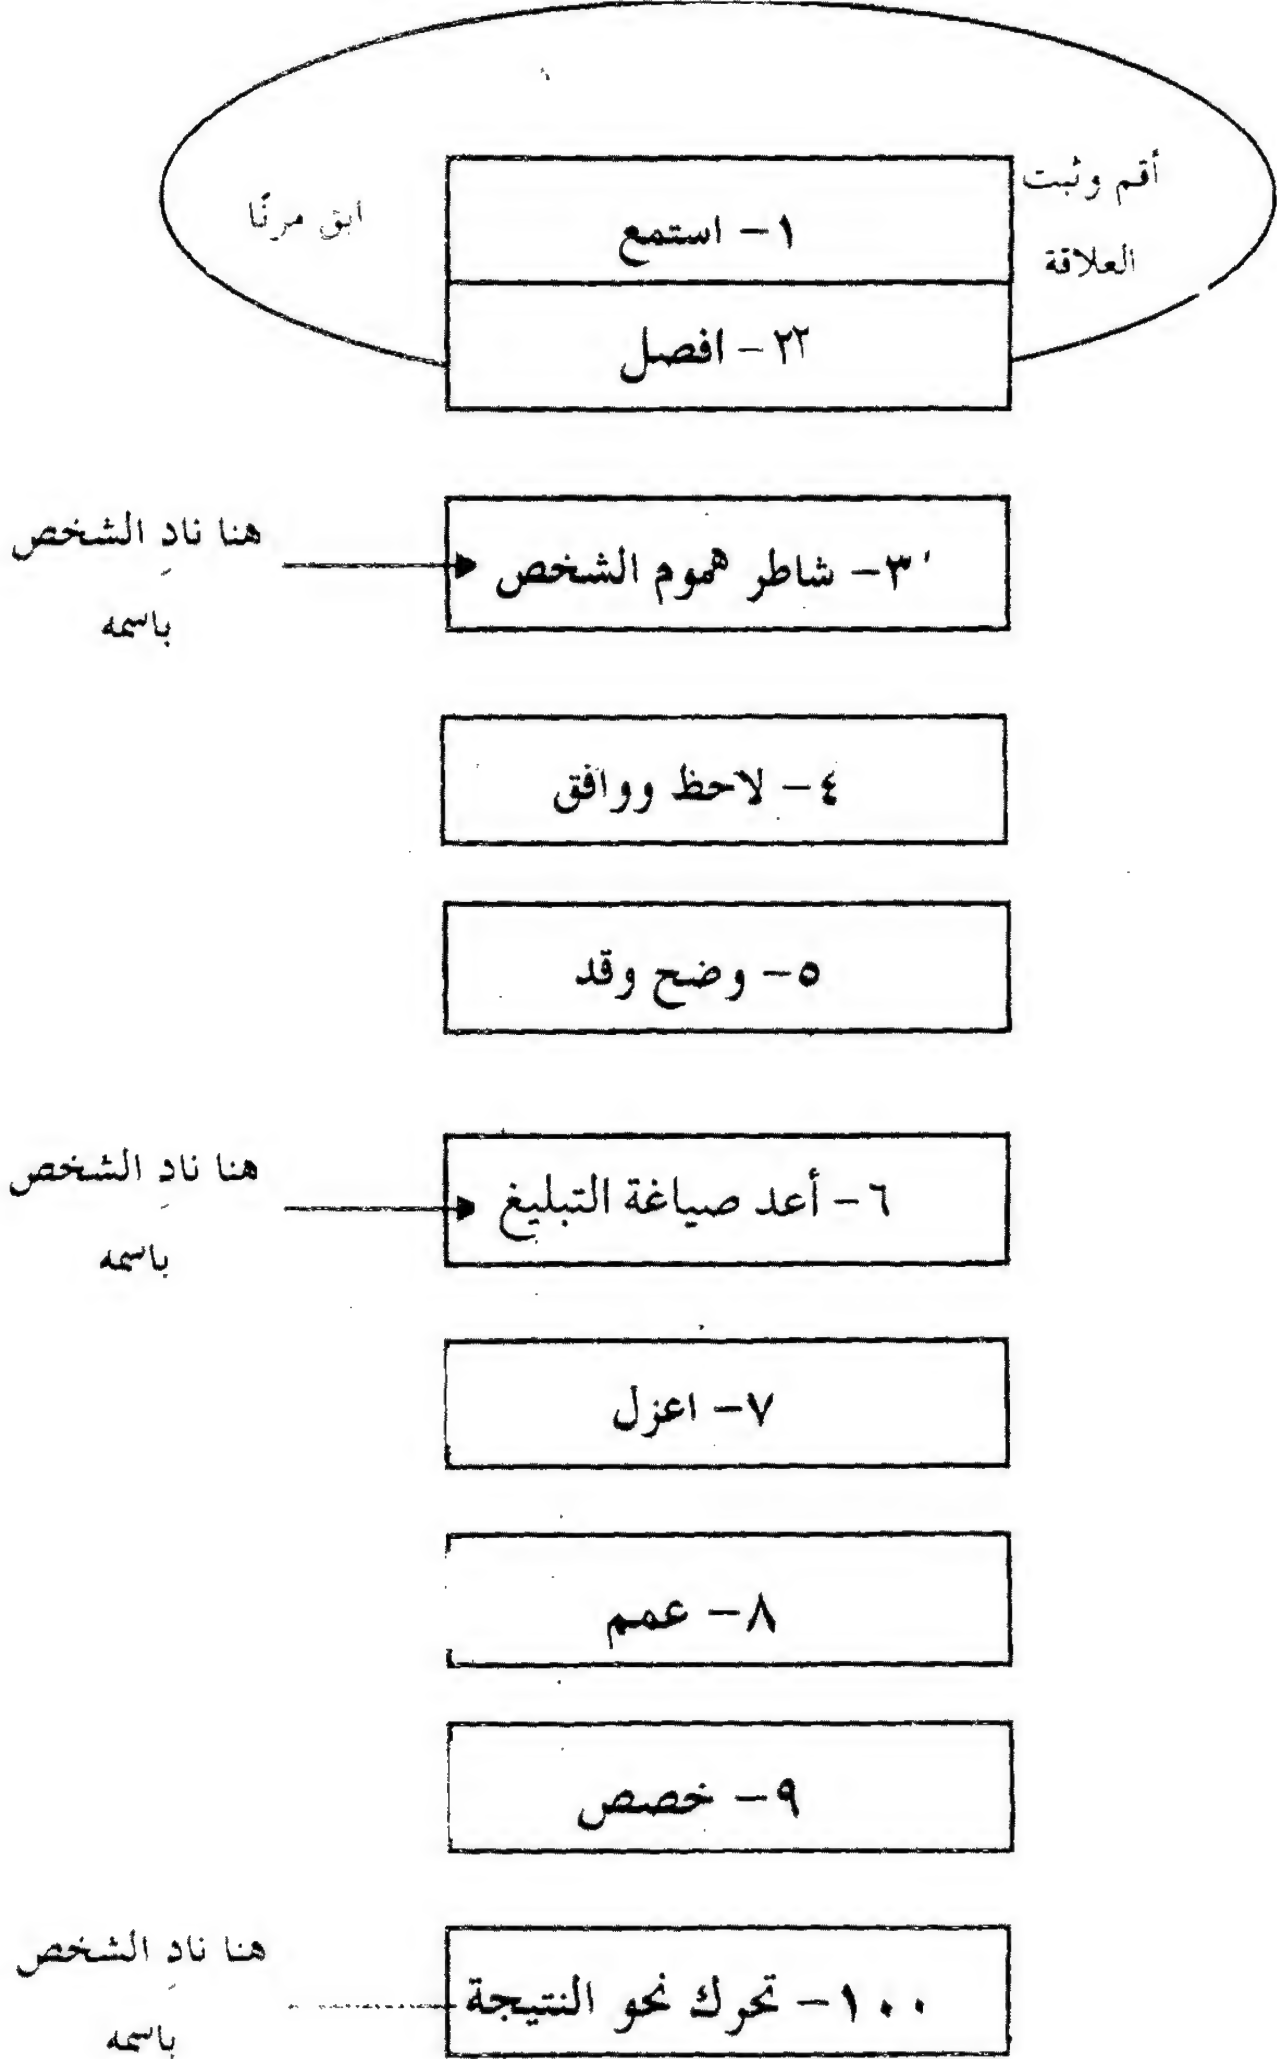 أقم وثبت
العلاقة
ابق مرنًا
١- استمع
٢٢- افصل
٣- شاطر هموم الشخص
هنا نادِ الشخص
باسمه
٤- لاحظ ووافق
٥- وضح وقد
٦- أعد صياغة التبليغ
هنا نادِ الشخص
باسمه
٧- اعزل
٨- عمم
٩- خصص
١٠٠- تحرك نحو النتيجة
هنا نادِ الشخص
باسمه